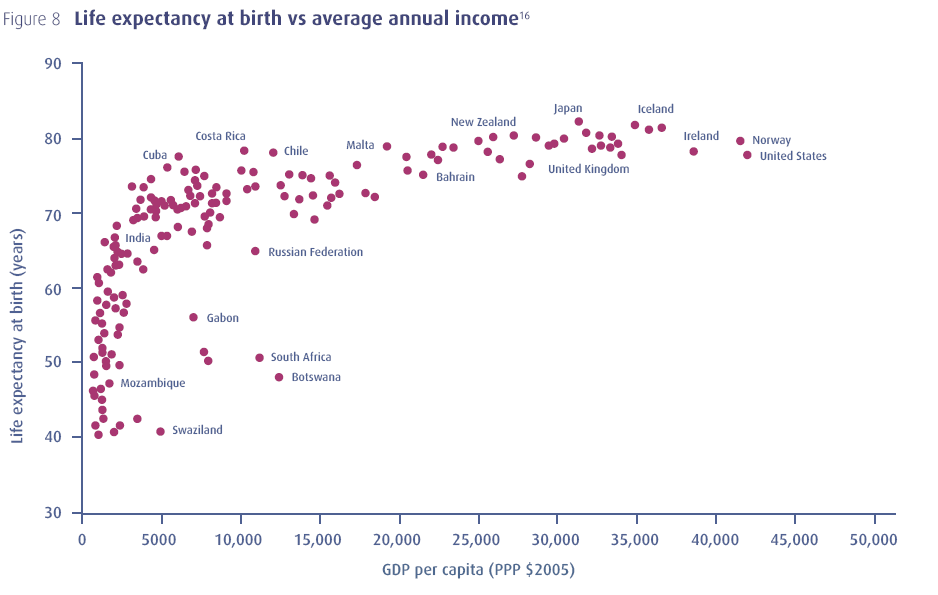 Figure 8 Life expectancy at birth vs average annual income16
Life expectancy at birth (years)
90
80
70
60
50
40
30
Japan
Iceland
New Zealand
Costa Rica
Ireland
Norway
Malta
Cuba
Chile
United States
United Kingdom
Bahrain
India
Russian Federation
Gabon
South Africa
Botswana
Mozambique
Swaziland
0 5000 10,000 15,000 20,000 25,000 30,000 35,000 40,000 45,000 50,000
GDP per capita (PPP $2005)